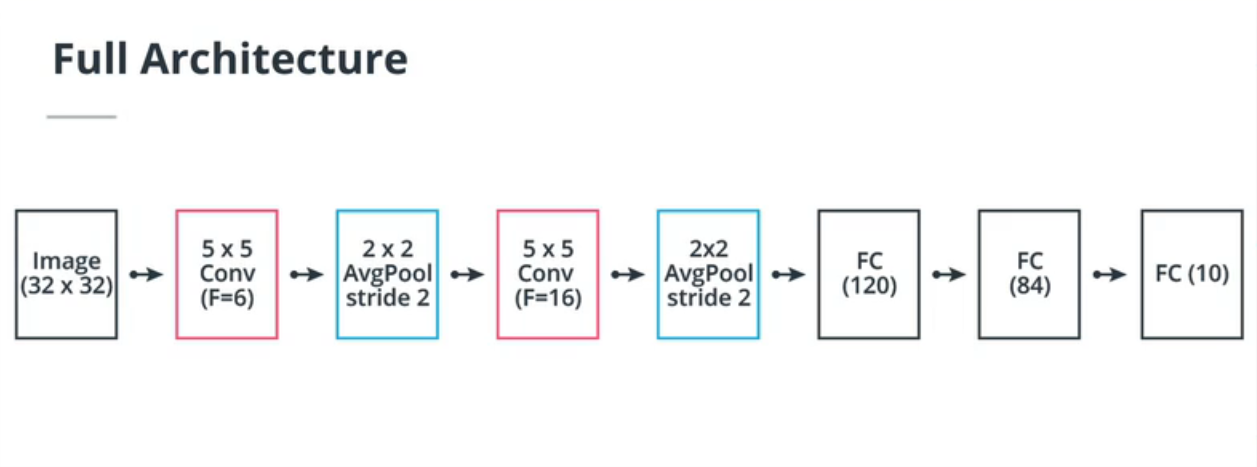 Full Architecture
Image
(32 x 32)
5 x 5
Conv
(F=6)
2 x 2
AvgPool
stride 2
5 x 5
Conv
(F=16)
2x2
AvgPool
stride 2
FC
(120)
FC
(84)
FC (10)